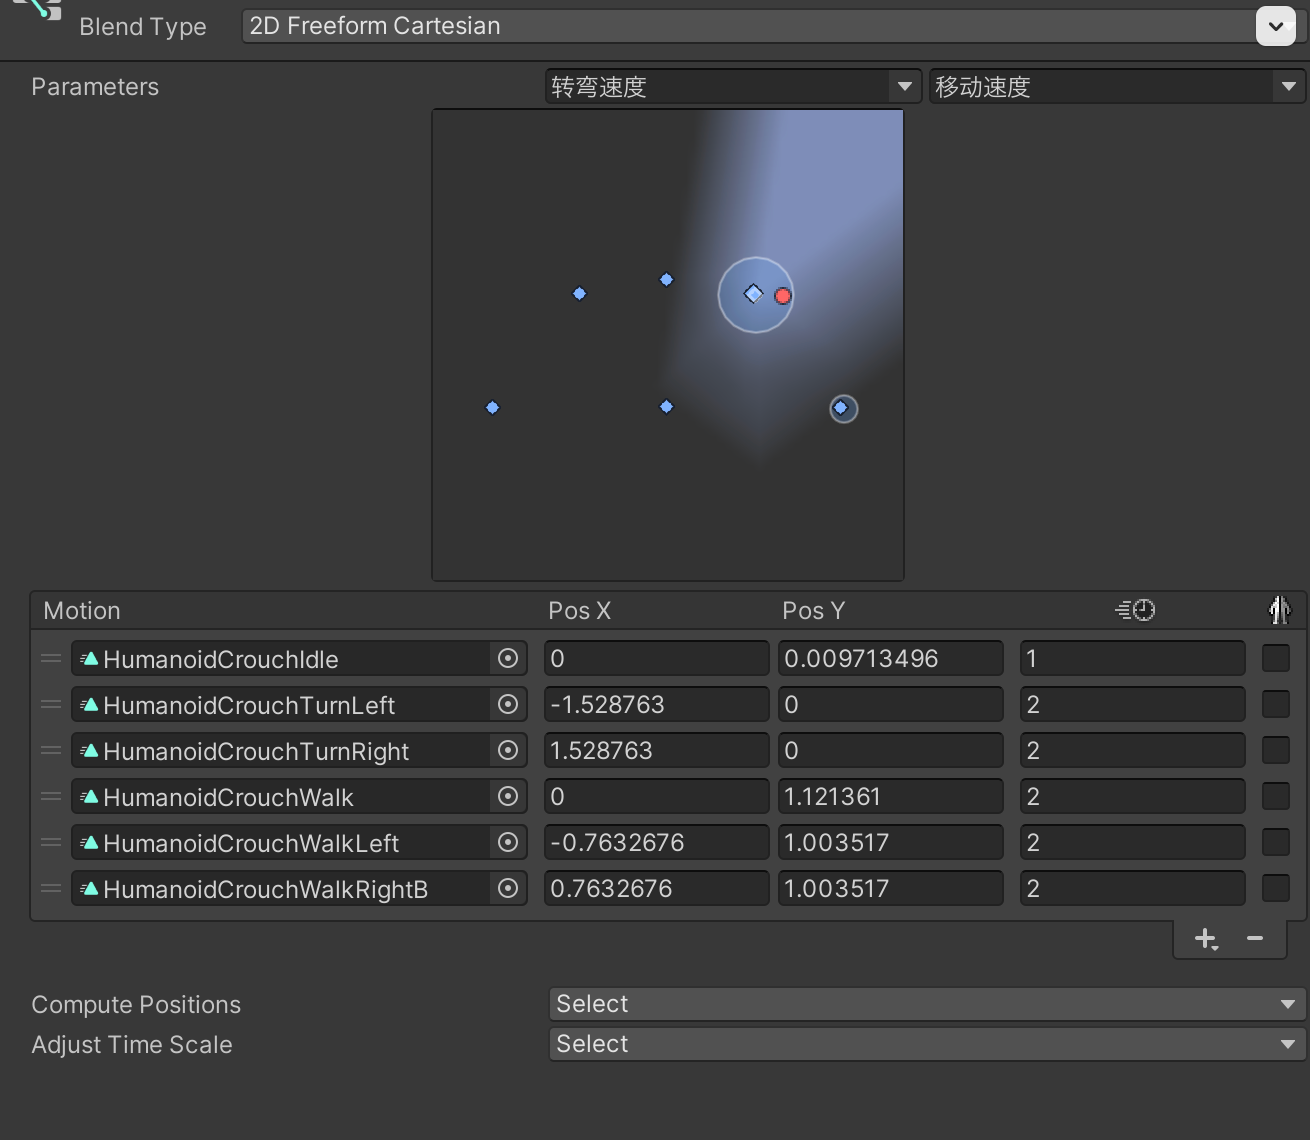 Blend Type 2D Freeform Cartesian
Parameters 转弯速度 移动速度
Motion Pos X Pos Y
HumanoidCrouchIdle 0 0.009713496 1
HumanoidCrouchTurnLeft -1.528763 0 2
HumanoidCrouchTurnRight 1.528763 0 2
HumanoidCrouchWalk 0 1.121361 2
HumanoidCrouchWalkLeft -0.7632676 1.003517 2
HumanoidCrouchWalkRightB 0.7632676 1.003517 2
Compute Positions Select
Adjust Time Scale Select